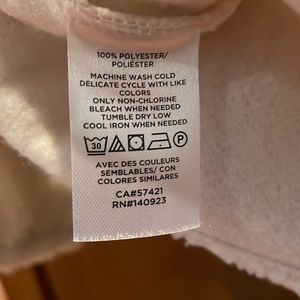 100% POLYESTER/
POLIÉSTER
MACHINE WASH COLD
DELICATE CYCLE WITH LIKE
COLORS
ONLY NON-CHLORINE
BLEACH WHEN NEEDED
TUMBLE DRY LOW
COOL IRON WHEN NEEDED
30 P
AVEC DES COULEURS
SEMBLABLES/ CON
COLORES SIMILARES
CA#57421
RN#140923